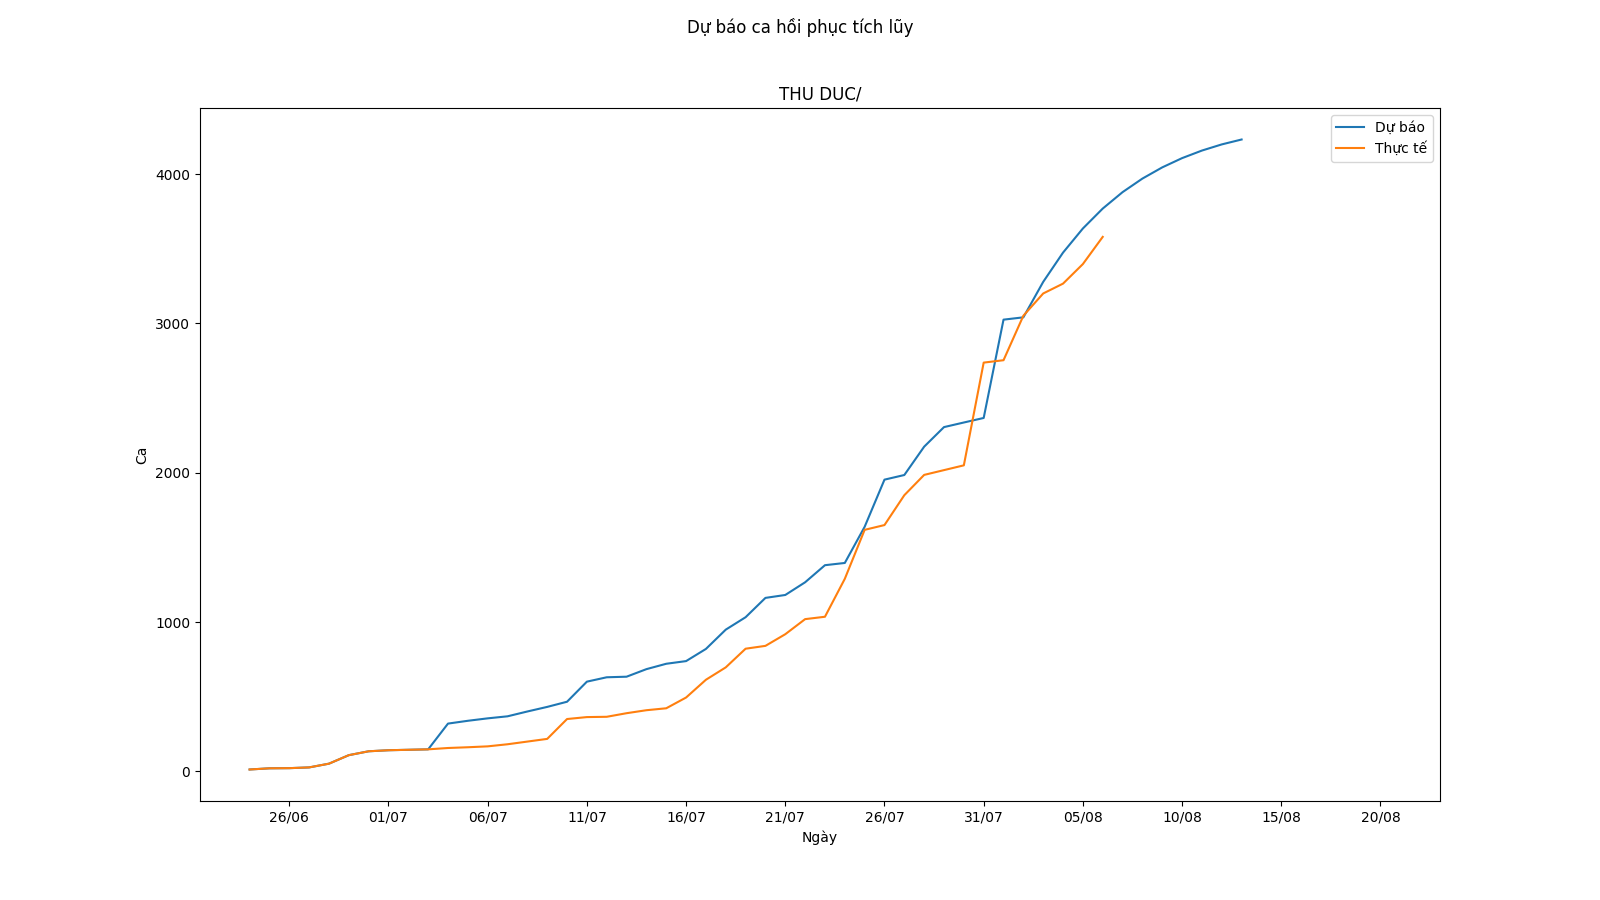 Dự báo ca hồi phục tích lũy
THU DUC/
Dự báo
Thực tế
4000
3000
2000
1000
0
Ca
26/06 01/07 06/07 11/07 16/07 21/07 26/07 31/07 05/08 10/08 15/08 20/08
Ngày